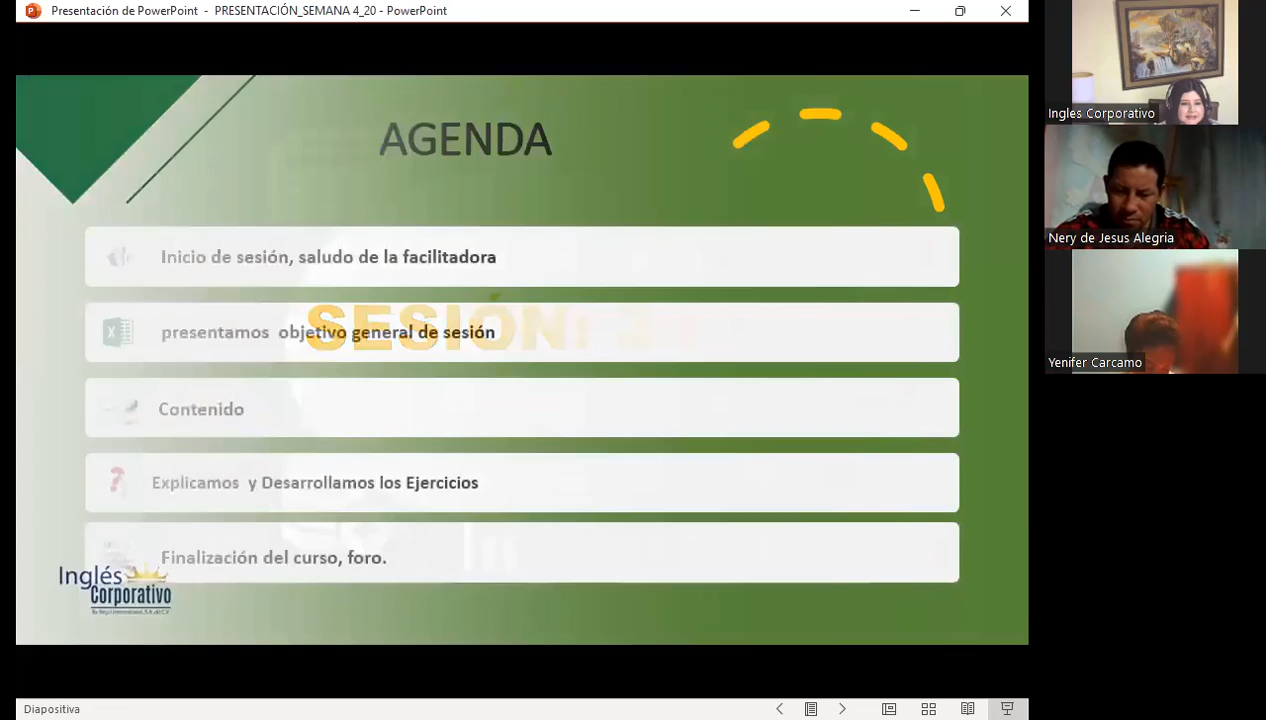 Presentación de PowerPoint - PRESENTACIÓN_SEMANA 4_20 - PowerPoint
Ingles Corporativo
Nery de Jesus Alegria
Yenifer Carcamo
AGENDA
Inicio de sesión, saludo de la facilitadora
SESIÓN:
presentamos objetivo general de sesión
Contenido
Explicamos y Desarrollamos los Ejercicios
Finalización del curso, foro.
Inglés
Corporativo
Diapositiva